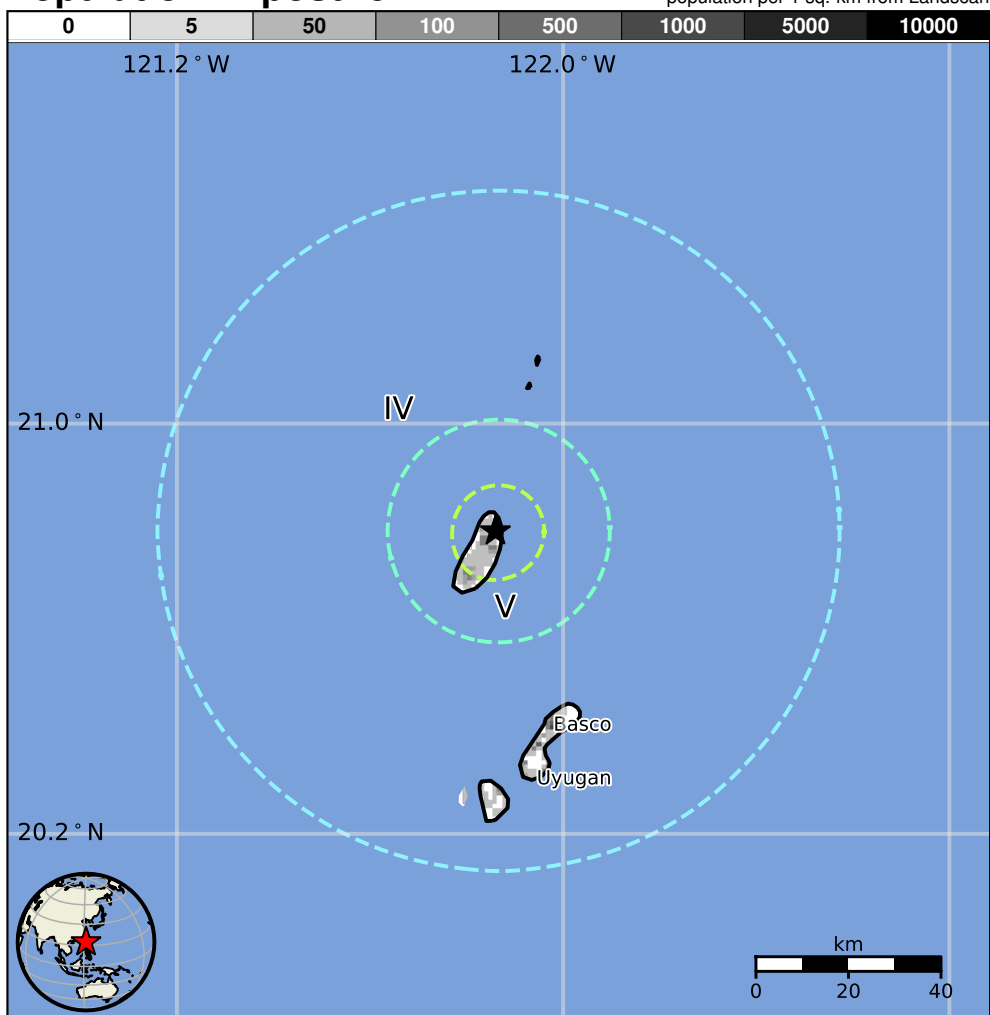 population per 1 sq. km from Landscan
0 5 50 100 500 1000 5000 10000
121.2°W 122.0°W
IV
21.0°N
V
Basco
Uyugan
20.2°N
km
0 20 40